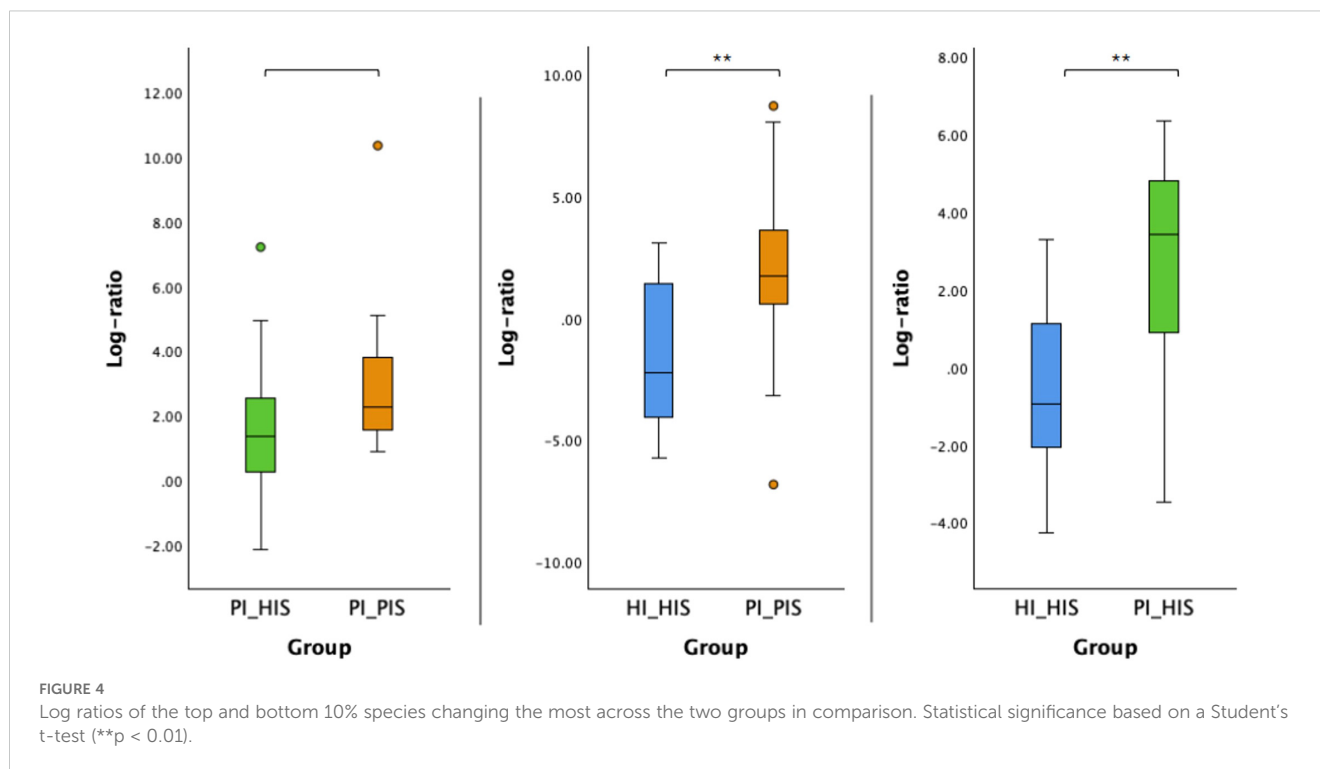 12.00
10.00
8.00
6.00
4.00
2.00
.00
-2.00
Log-ratio
PI_HIS PI_PIS
Group
**
10.00
5.00
.00
-5.00
-10.00
Log-ratio
HI_HIS PI_PIS
Group
**
8.00
6.00
4.00
2.00
.00
-2.00
-4.00
Log-ratio
HI_HIS PI_HIS
Group
FIGURE 4
Log ratios of the top and bottom 10% species changing the most across the two groups in comparison. Statistical significance based on a Student's
t-test (**p < 0.01).